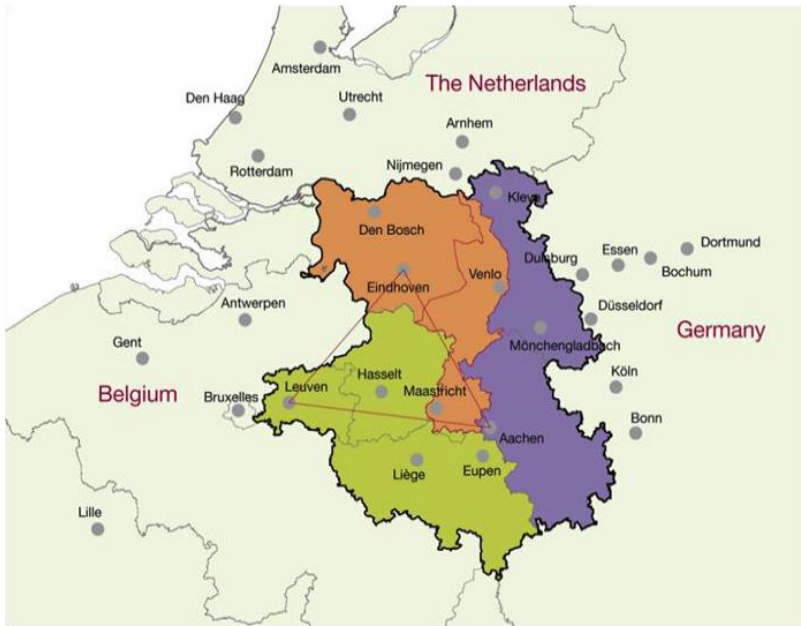 Amsterdam
The Netherlands
Den Haag
Utrecht
Arnhem
Rotterdam
Nijmegen
Kleve
Den Bosch
Dortmund
Essen
Duisburg
Bochum
Venlo
Eindhoven
Antwerpen
Düsseldorf
Germany
Mönchengladbach
Gent
Köln
Hasselt
Leuven
Belgium
Maastricht
Bruxelles
Bonn
Aachen
Liège
Eupen
Lille